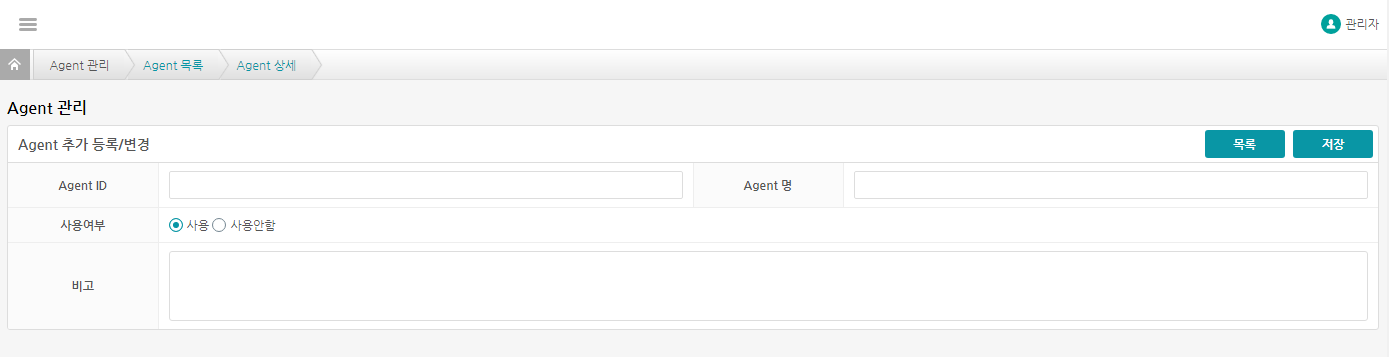 관리자
Agent 관리 Agent 목록 Agent 상세
Agent 관리
Agent 추가 등록/변경 목록 저장
Agent ID Agent 명
사용여부 사용 사용안함
비고